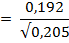 = 0,192 / √0,205